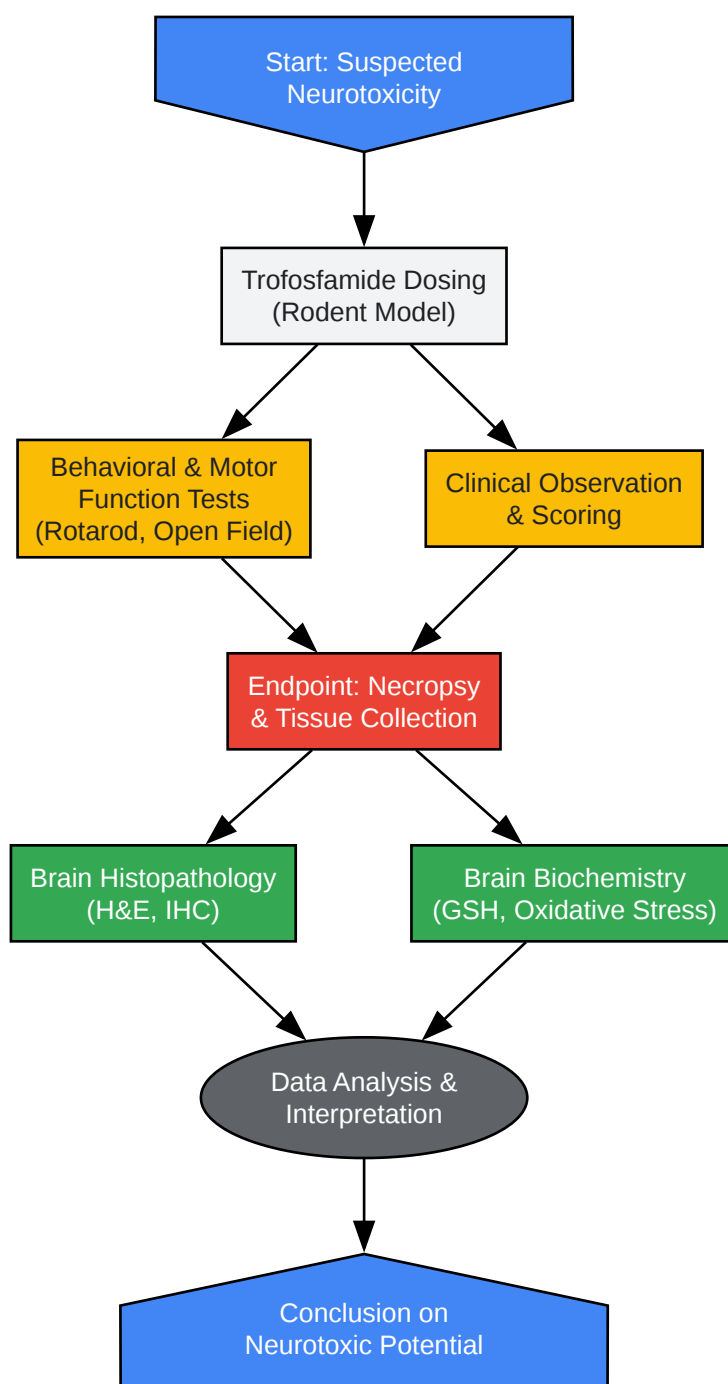 Start: Suspected
Neurotoxicity
Trofosfamide Dosing
(Rodent Model)
Behavioral & Motor
Function Tests
(Rotarod, Open Field)
Clinical Observation
& Scoring
Endpoint: Necropsy
& Tissue Collection
Brain Histopathology
(H&E, IHC)
Brain Biochemistry
(GSH, Oxidative Stress)
Data Analysis &
Interpretation
Conclusion on
Neurotoxic Potential